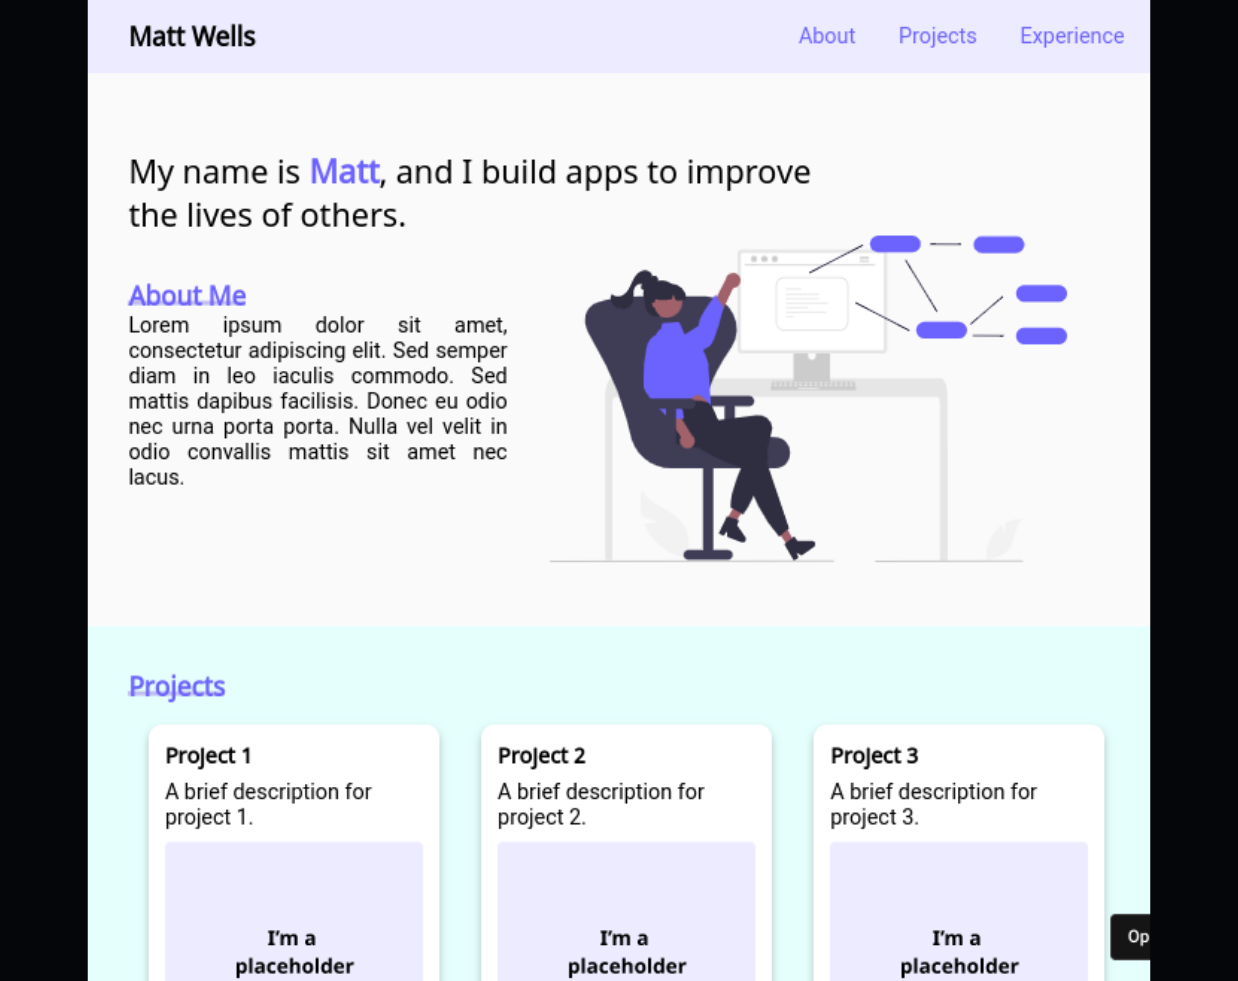 Matt Wells
About Projects Experience
My name is Matt, and I build apps to improve
the lives of others.
About Me
Lorem ipsum dolor sit amet,
consectetur adipiscing elit. Sed semper
diam in leo iaculis commodo. Sed
mattis dapibus facilisis. Donec eu odio
nec urna porta porta. Nulla vel velit in
odio convallis mattis sit amet nec
lacus.
Projects
Project 1
A brief description for
project 1.
I'm a
placeholder
Project 2
A brief description for
project 2.
I'm a
placeholder
Project 3
A brief description for
project 3.
I'm a
placeholder
Op